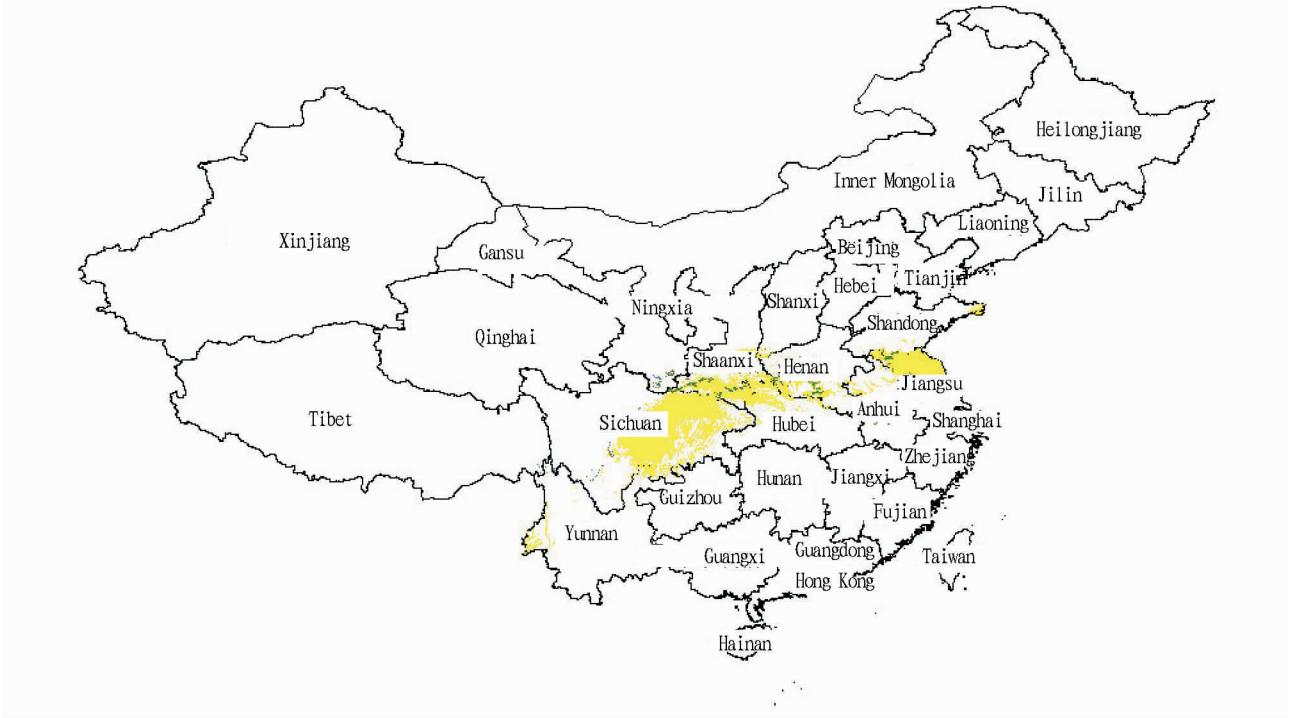 Heilongjiang
Inner Mongolia
Jilin
Liaoning
Xinjiang
Gansu
Beijing
Tianjin
Hebei
Ningxia
Shanxi
Shandong
Qinghai
Shaanxi
Henan
Jiangsu
Tibet
Sichuan
Hubei
Anhui
Shanghai
Zhejiang
Hunan
Jiangxi
Guizhou
Fujian
Yunnan
Guangxi
Guangdong
Taiwan
Hong Kong
Hainan